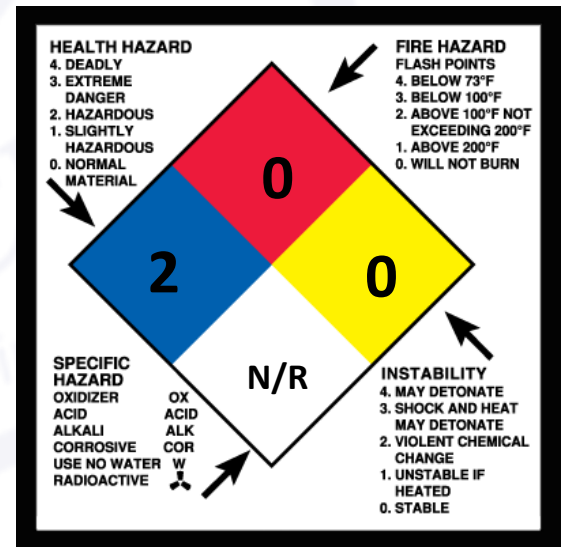 HEALTH HAZARD
4. DEADLY
3. EXTREME
DANGER
2. HAZARDOUS
1. SLIGHTLY
HAZARDOUS
0. NORMAL
MATERIAL
FIRE HAZARD
FLASH POINTS
4. BELOW 73°F
3. BELOW 100°F
2. ABOVE 100°F NOT
EXCEEDING 200°F
1. ABOVE 200°F
0. WILL NOT BURN
0
2
0
N/R
SPECIFIC
HAZARD
OXIDIZER OX
ACID ACID
ALKALI ALK
CORROSIVE COR
USE NO WATER W
RADIOACTIVE
INSTABILITY
4. MAY DETONATE
3. SHOCK AND HEAT
MAY DETONATE
2. VIOLENT CHEMICAL
CHANGE
1. UNSTABLE IF
HEATED
0. STABLE